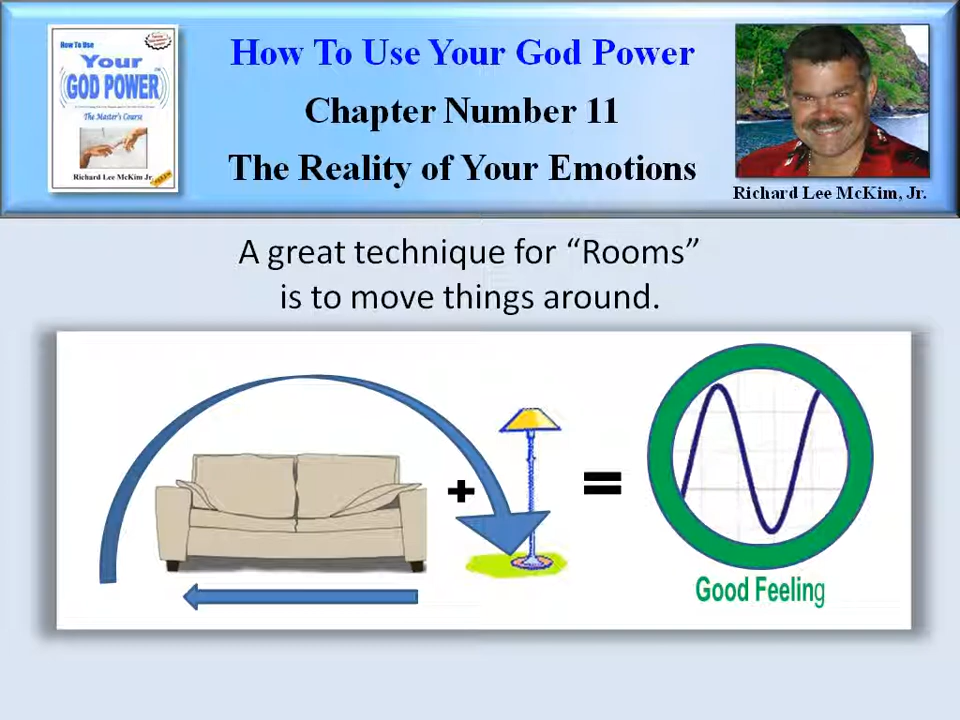 How To Use Your God Power
Chapter Number 11
The Reality of Your Emotions
How To Use
Your
GOD POWER
The Master's Course
Richard Lee McKim Jr.
Richard Lee McKim, Jr.
A great technique for “Rooms”
is to move things around.
+
=
Good Feeling